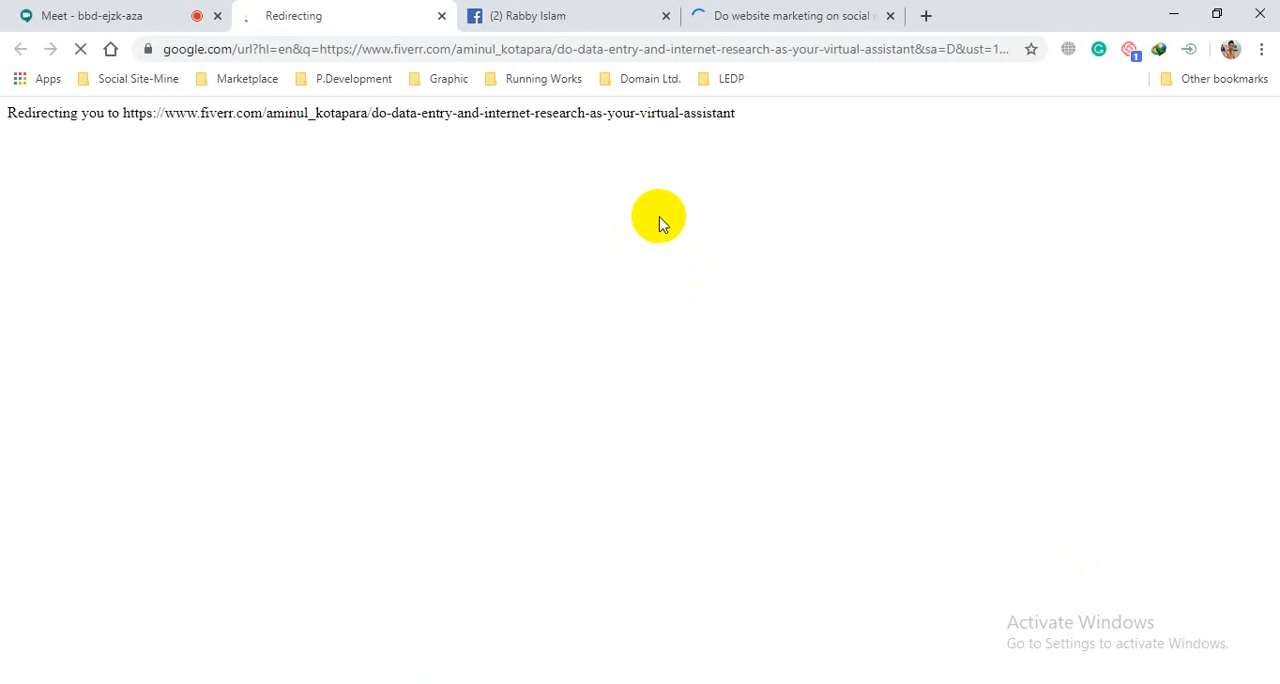 Meet - bbd-ejzk-aza
Redirecting
(2) Rabby Islam
Do website marketing on social
google.com/url?hl=en&q=https://www.fiverr.com/aminul_kotapara/do-data-entry-and-internet-research-as-your-virtual-assistant&sa=D&ust=1...
1
Apps
Social Site-Mine
Marketplace
P.Development
Graphic
Running Works
Domain Ltd.
LEDP
Other bookmarks
Redirecting you to https://www.fiverr.com/aminul_kotapara/do-data-entry-and-internet-research-as-your-virtual-assistant
Activate Windows
Go to Settings to activate Windows.